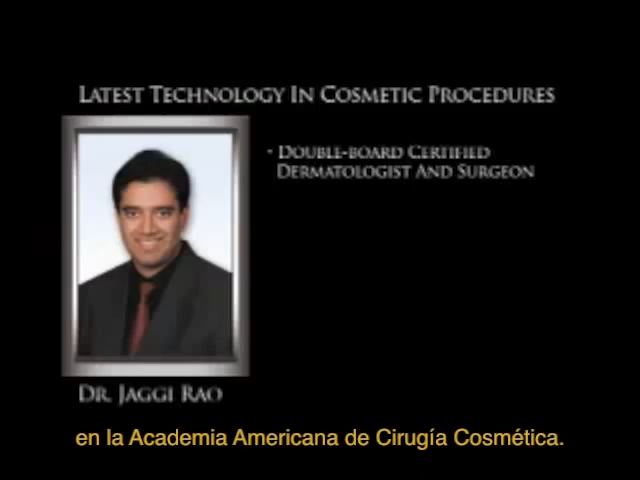 LATEST TECHNOLOGY IN COSMETIC PROCEDURES
• DOUBLE-BOARD CERTIFIED
DERMATOLOGIST AND SURGEON
DR. JAGGI RAO
en la Academia Americana de Cirugía Cosmética.